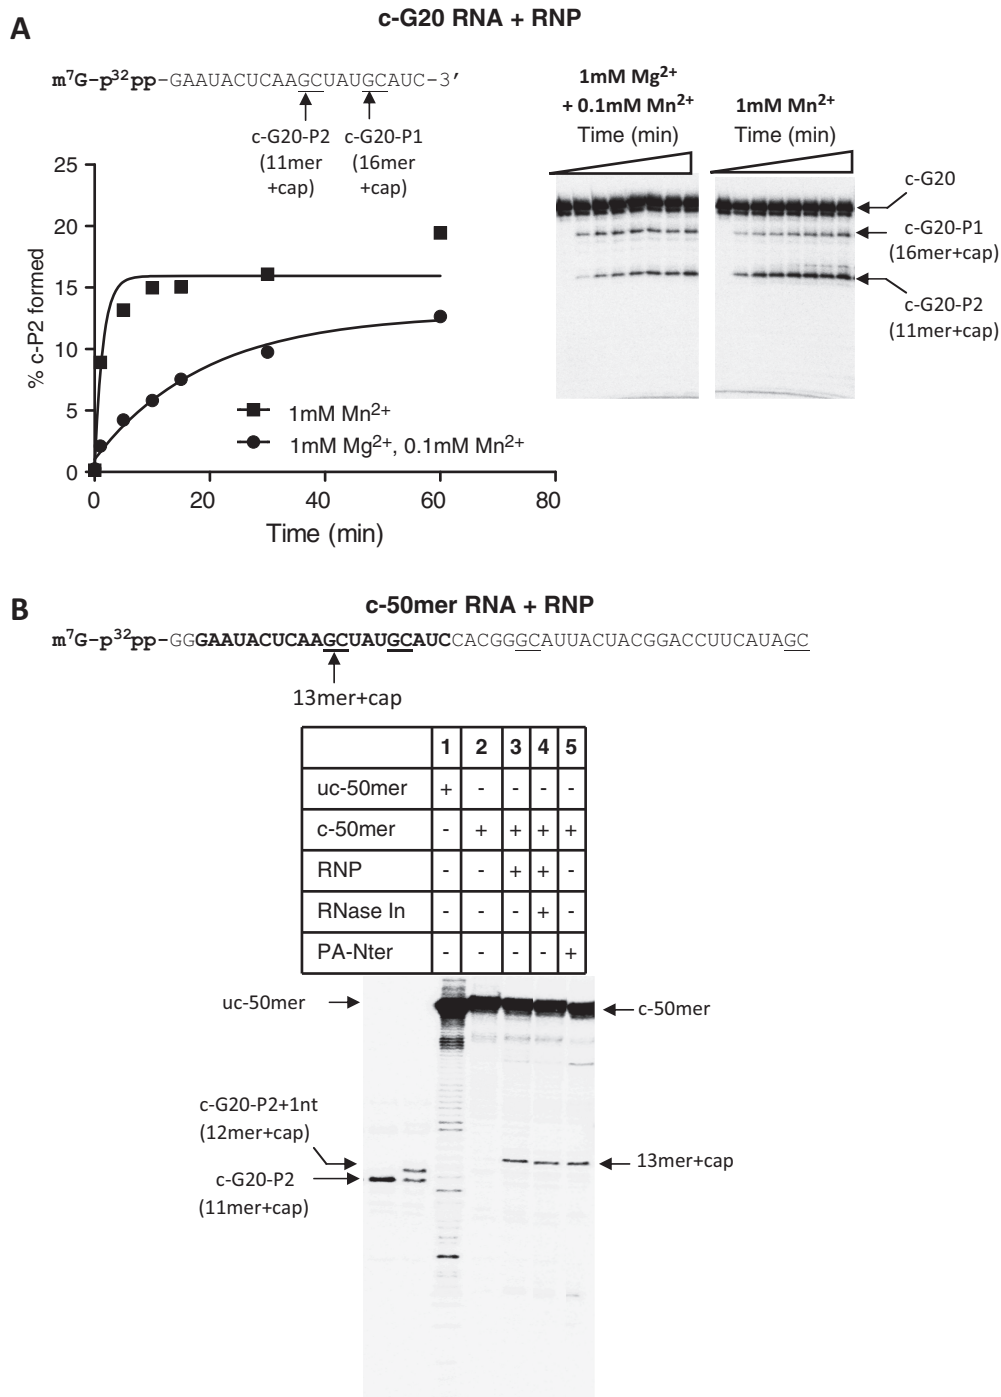 A
c-G20 RNA + RNP
m⁷G-p³²pp-GAAUACUCAAGCUAUGCAUC-3′
c-G20-P2
(11mer
+cap)
c-G20-P1
(16mer
+cap)
25
20
15
10
5
0
% c-P2 formed
0
20
40
60
80
Time (min)
1mM Mn²⁺
1mM Mg²⁺, 0.1mM Mn²⁺
1mM Mg²⁺
+ 0.1mM Mn²⁺
Time (min)
1mM Mn²⁺
Time (min)
c-G20
c-G20-P1
(16mer+cap)
c-G20-P2
(11mer+cap)
B
c-50mer RNA + RNP
m⁷G-p³²pp-GGGAAUACUCAAGCUAUGCAUCCACGGGCAUUACUACGGACCUUCAUAGC
13mer+cap
1 2 3 4 5
uc-50mer + - - - -
c-50mer - + + + +
RNP - - + + -
RNase In - - - + -
PA-Nter - - - - +
uc-50mer
c-50mer
c-G20-P2+1nt
(12mer+cap)
c-G20-P2
(11mer+cap)
13mer+cap